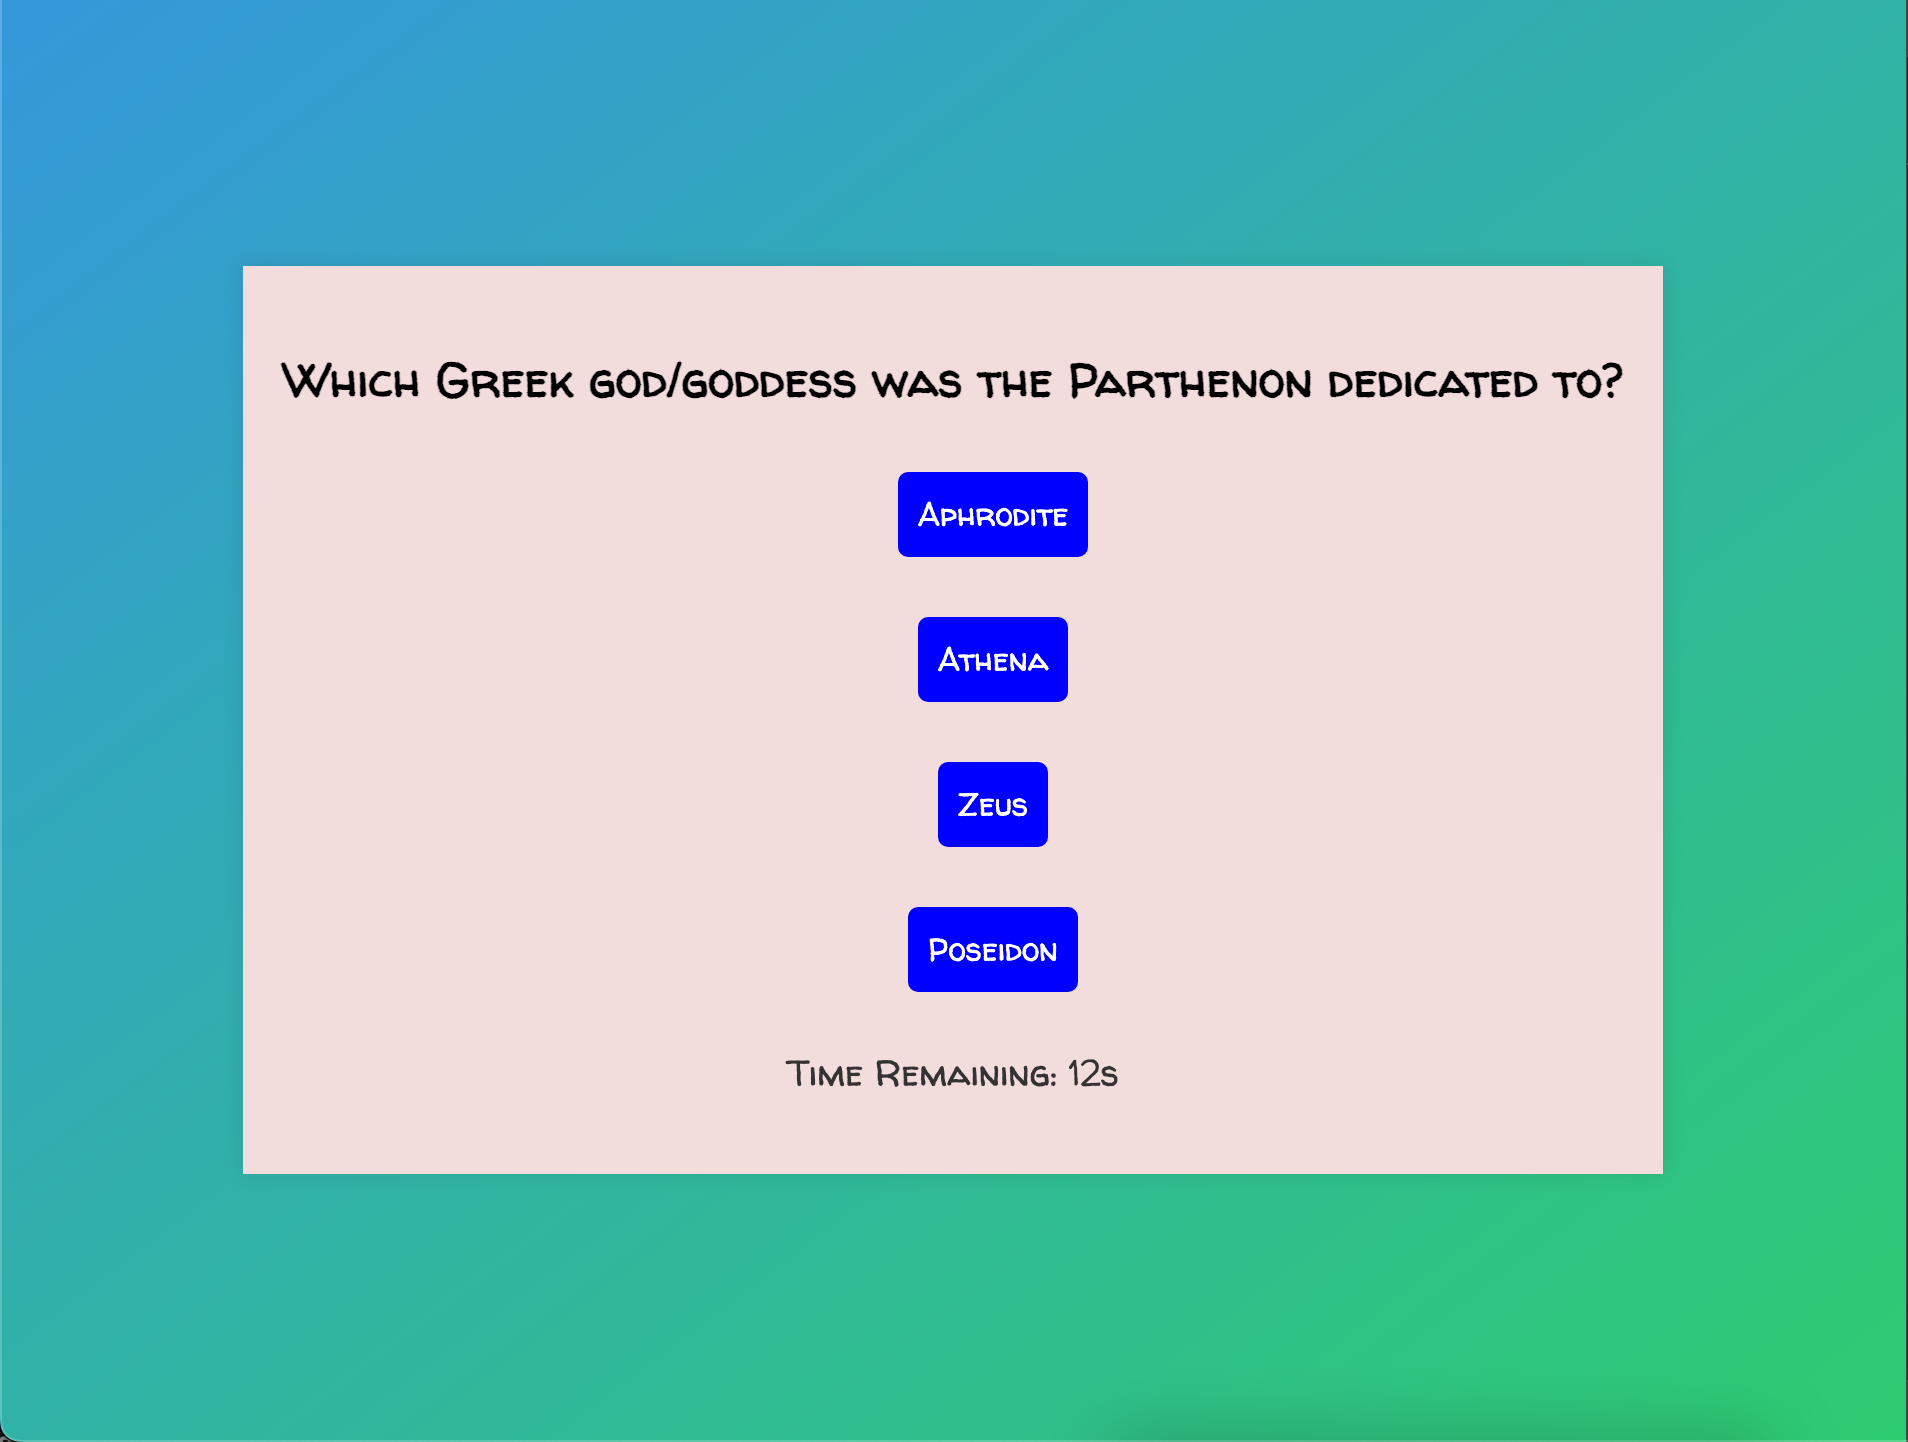 Which Greek god/goddess was the Parthenon dedicated to?
Aphrodite
Athena
Zeus
Poseidon
Time Remaining: 12s